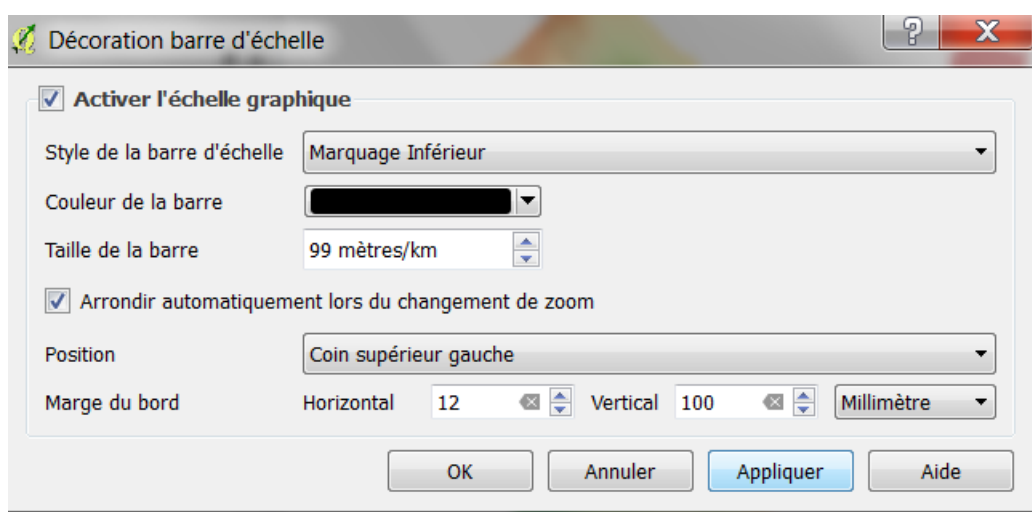 Décoration barre d'échelle
Activer l'échelle graphique
Style de la barre d'échelle Marquage Inférieur
Couleur de la barre
Taille de la barre 99 mètres/km
Arrondir automatiquement lors du changement de zoom
Position Coin supérieur gauche
Marge du bord Horizontal 12 Vertical 100 Millimètre
OK Annuler Appliquer Aide